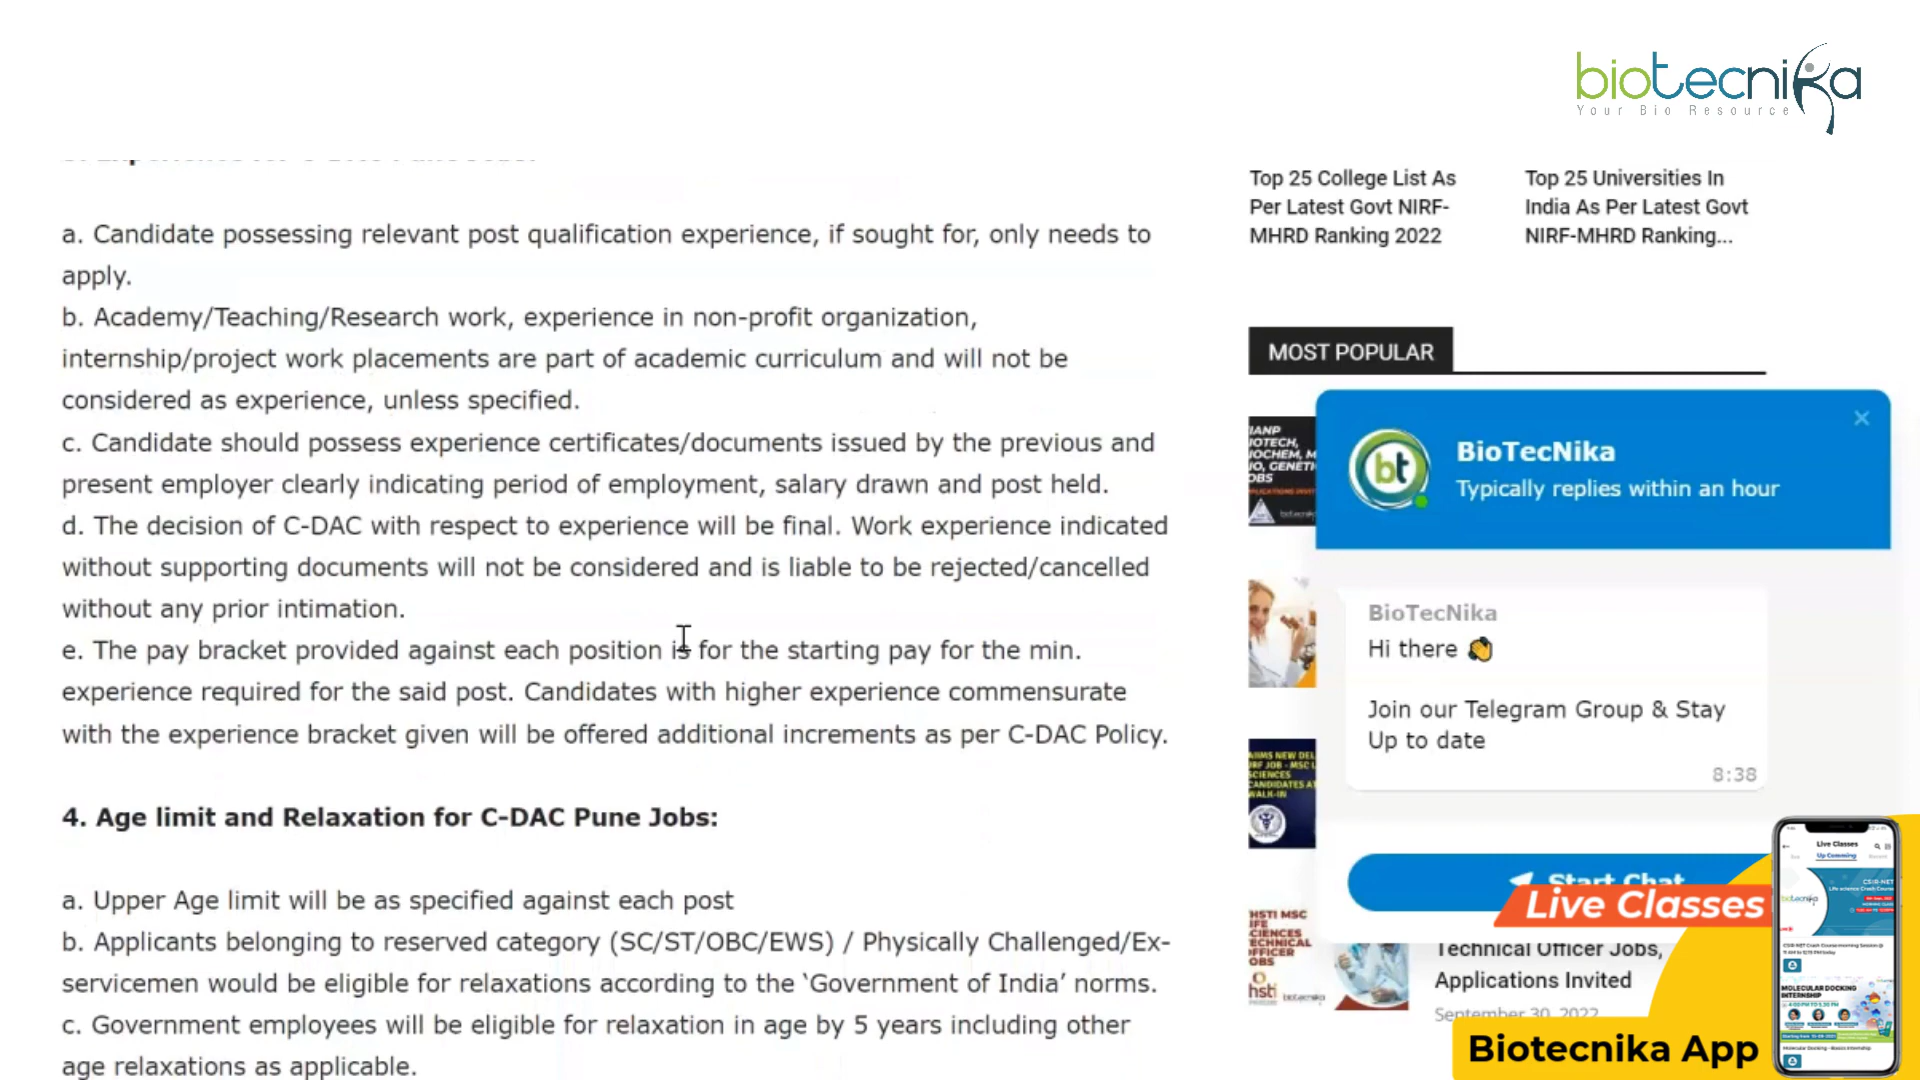 biotecnika
Your Bio Resource
a. Candidate possessing relevant post qualification experience, if sought for, only needs to
apply.
b. Academy/Teaching/Research work, experience in non-profit organization,
internship/project work placements are part of academic curriculum and will not be
considered as experience, unless specified.
c. Candidate should possess experience certificates/documents issued by the previous and
present employer clearly indicating period of employment, salary drawn and post held.
d. The decision of C-DAC with respect to experience will be final. Work experience indicated
without supporting documents will not be considered and is liable to be rejected/cancelled
without any prior intimation.
e. The pay bracket provided against each position is for the starting pay for the min.
experience required for the said post. Candidates with higher experience commensurate
with the experience bracket given will be offered additional increments as per C-DAC Policy.
4. Age limit and Relaxation for C-DAC Pune Jobs:
a. Upper Age limit will be as specified against each post
b. Applicants belonging to reserved category (SC/ST/OBC/EWS) / Physically Challenged/Ex-
servicemen would be eligible for relaxations according to the ‘Government of India’ norms.
c. Government employees will be eligible for relaxation in age by 5 years including other
age relaxations as applicable.
Top 25 College List As
Per Latest Govt NIRF-
MHRD Ranking 2022
Top 25 Universities In
India As Per Latest Govt
NIRF-MHRD Ranking...
MOST POPULAR
bt
BioTecNika
Typically replies within an hour
BioTecNika
Hi there
Join our Telegram Group & Stay
Up to date
8:38
Start Chat
Live Classes
Technical Officer Jobs,
Applications Invited
September 30, 2022
Biotecnika App
Live Classes
Up Comming
MOLECULAR DOCKING
INTERNSHIP